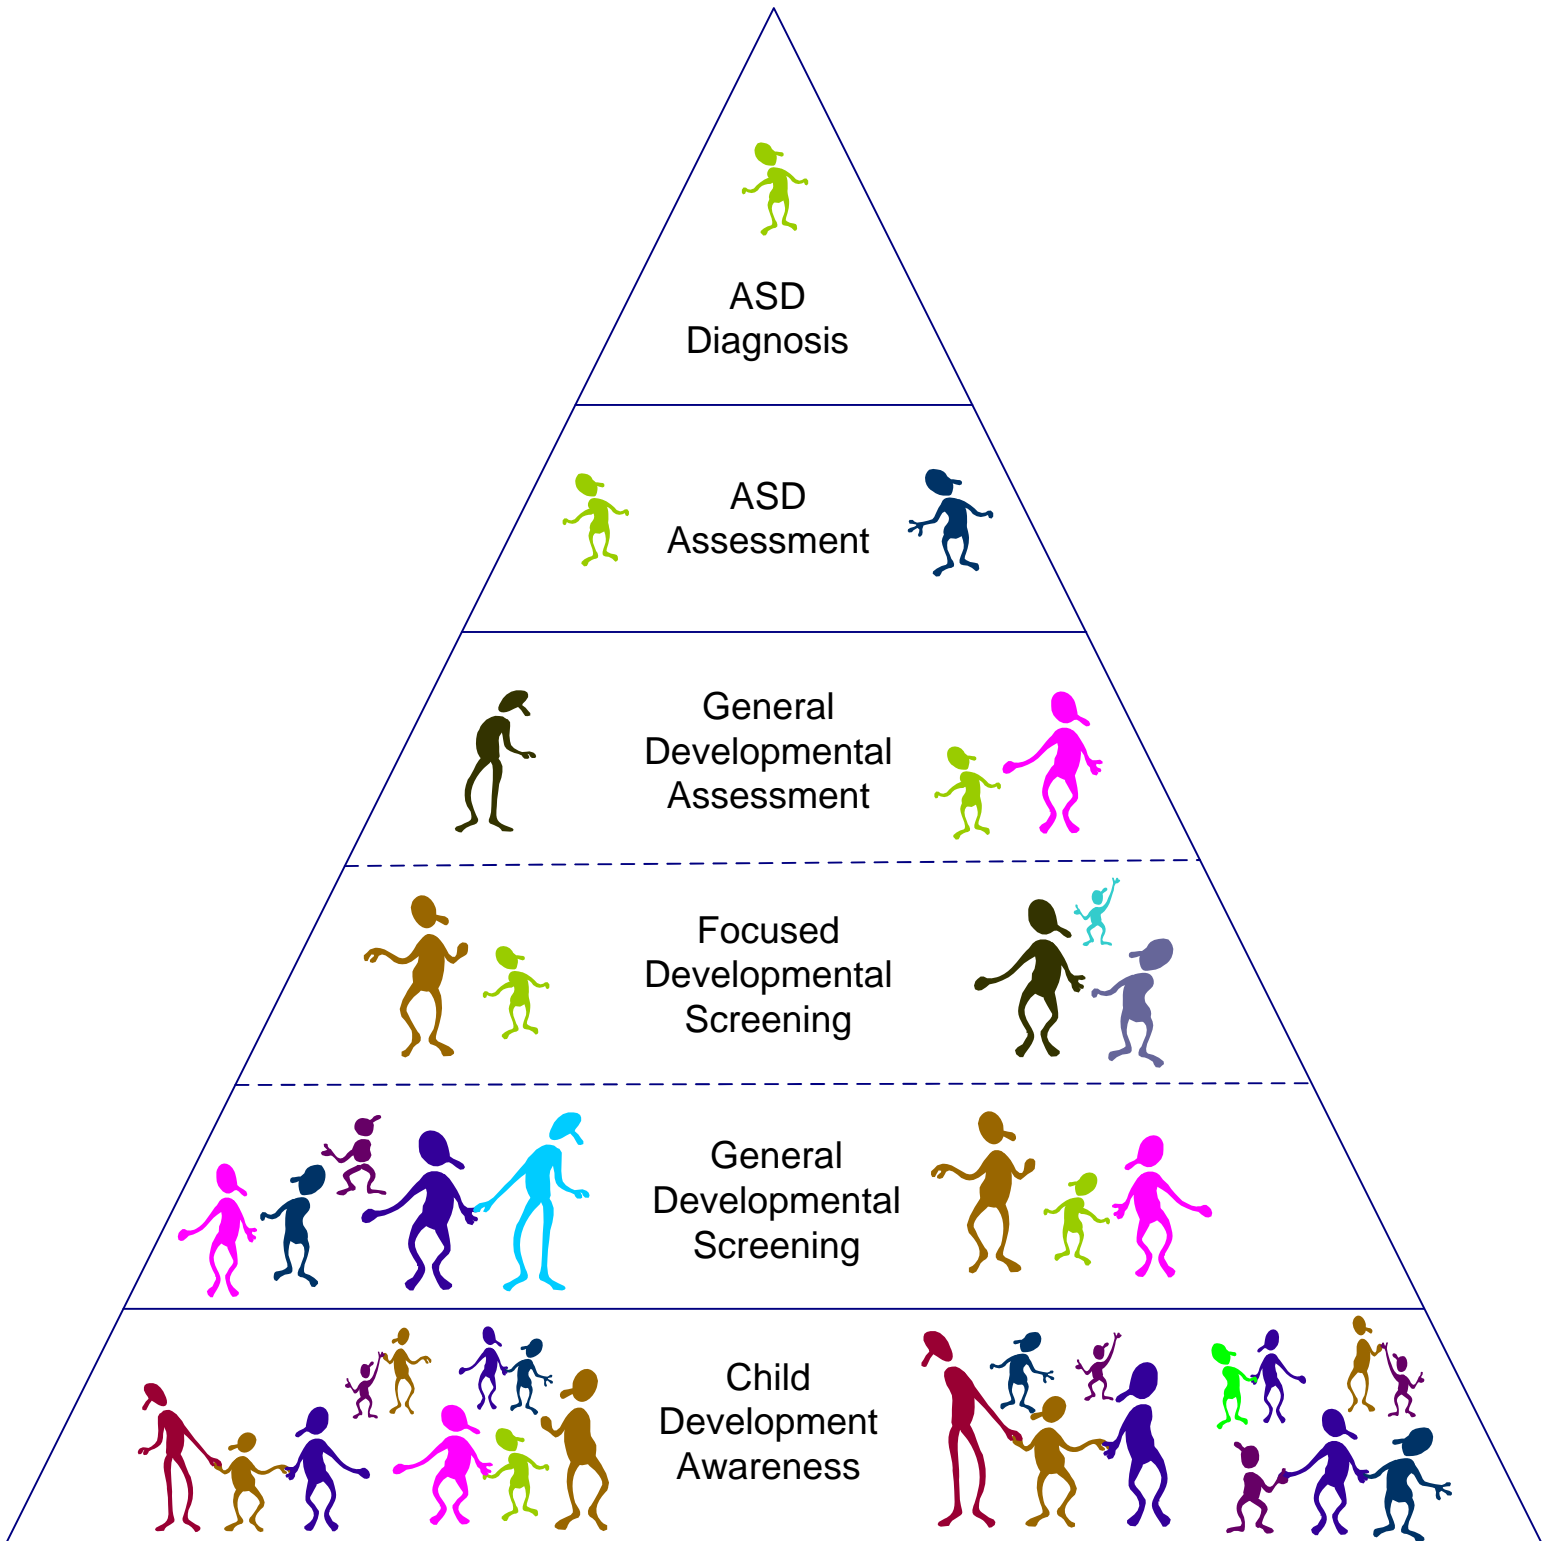 ASD
Diagnosis
ASD
Assessment
General
Developmental
Assessment
Focused
Developmental
Screening
General
Developmental
Screening
Child
Development
Awareness